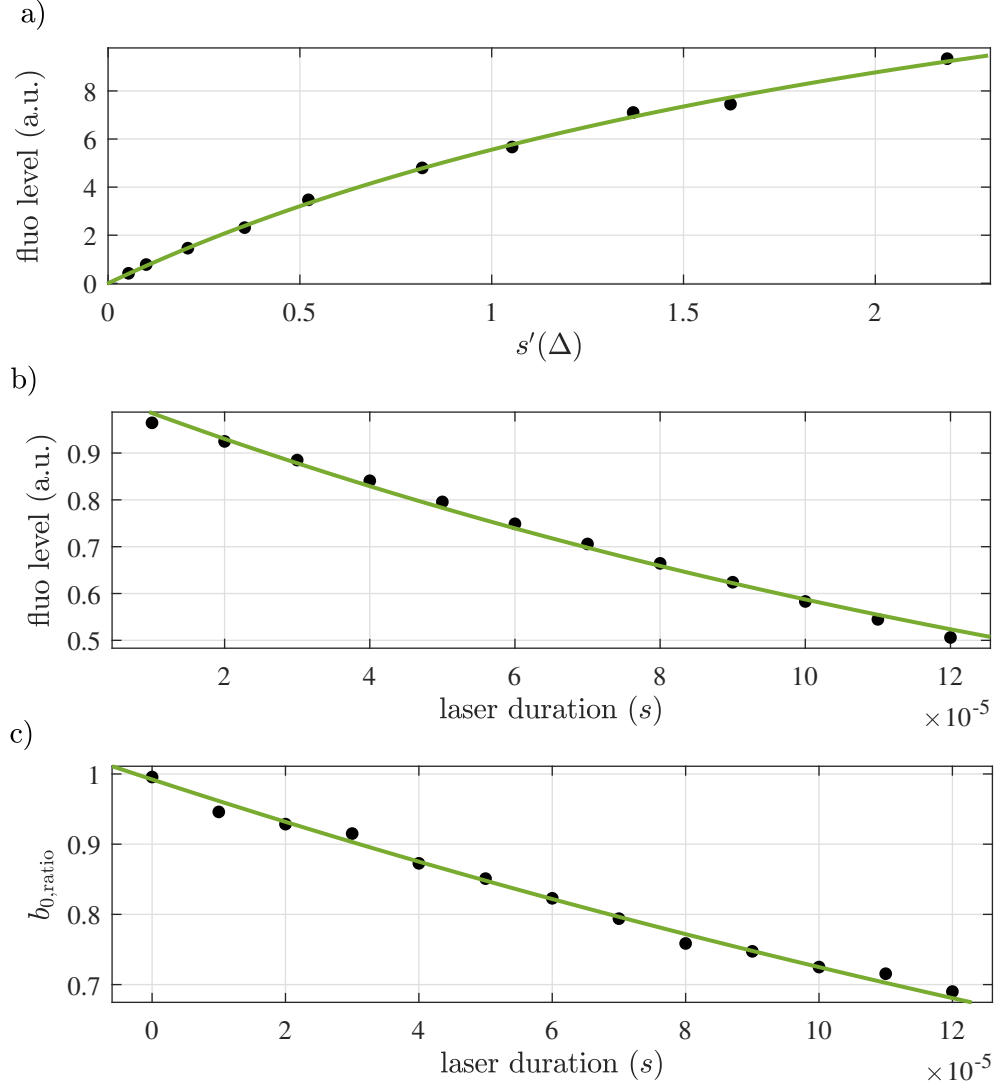 a)
fluo level (a.u.)
8
6
4
2
0
0 0.5 1 1.5 2
s′(Δ)
b)
fluo level (a.u.)
0.9
0.8
0.7
0.6
0.5
2 4 6 8 10 12
laser duration (s)
×10-5
c)
b0,ratio
1
0.9
0.8
0.7
0 2 4 6 8 10 12
laser duration (s)
×10-5